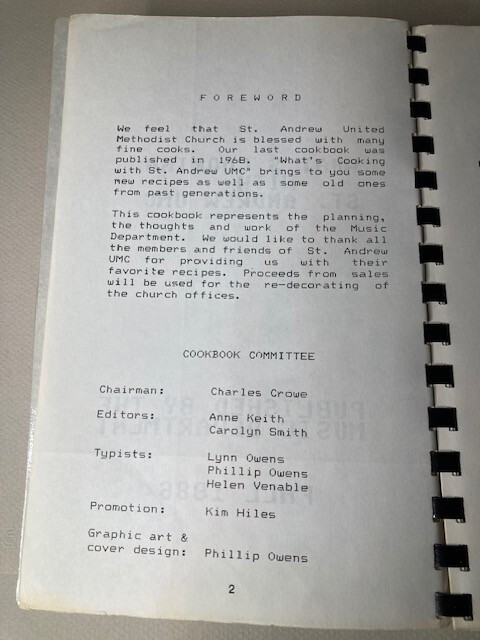 FOREWORD
We feel that St. Andrew United
Methodist Church is blessed with many
fine cooks. Our last cookbook was
published in 1968. "What's Cooking
with St. Andrew UMC" brings to you some
new recipes as well as some old ones
from past generations.
This cookbook represents the planning,
the thoughts and work of the Music
Department. We would like to thank all
the members and friends of St. Andrew
UMC for providing us with their
favorite recipes. Proceeds from sales
will be used for the re-decorating of
the church offices.
COOKBOOK COMMITTEE
Chairman: Charles Crowe
Editors: Anne Keith
Carolyn Smith
Typists: Lynn Owens
Phillip Owens
Helen Venable
Promotion: Kim Hiles
Graphic art &
cover design: Phillip Owens
2